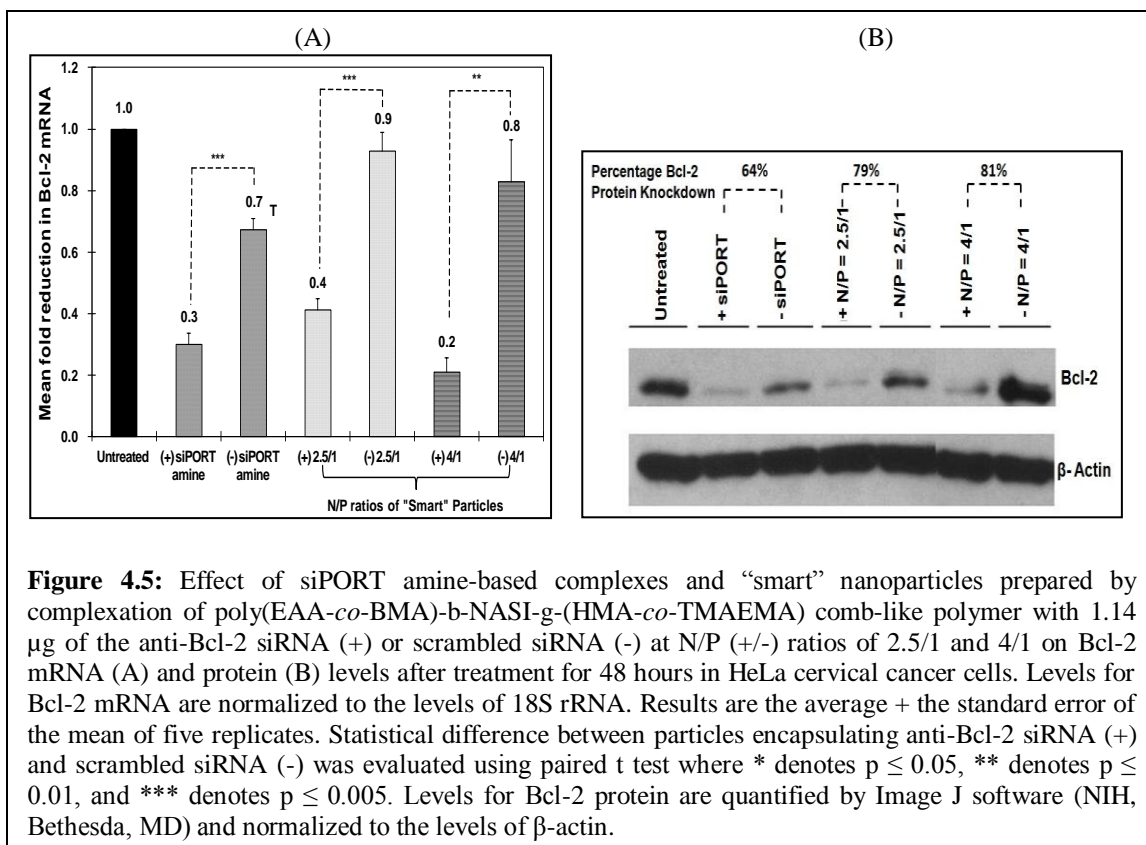 (A) (B)
1.2
1.0
0.8
0.6
0.4
0.2
0.0
Mean fold reduction in Bcl-2 mRNA
1.0
***
0.3
0.7
T
***
0.4
0.9
**
0.2
0.8
Untreated (+)siPORT amine (-)siPORT amine (+) 2.5/1 (-) 2.5/1 (+) 4/1 (-) 4/1
N/P ratios of "Smart" Particles
Percentage Bcl-2 64% 79% 81%
Protein Knockdown
Untreated
+ siPORT
- siPORT
+ N/P = 2.5/1
- N/P = 2.5/1
+ N/P = 4/1
- N/P = 4/1
Bcl-2
β- Actin
Figure 4.5: Effect of siPORT amine-based complexes and “smart” nanoparticles prepared by
complexation of poly(EAA-co-BMA)-b-NASI-g-(HMA-co-TMAEMA) comb-like polymer with 1.14
µg of the anti-Bcl-2 siRNA (+) or scrambled siRNA (-) at N/P (+/-) ratios of 2.5/1 and 4/1 on Bcl-2
mRNA (A) and protein (B) levels after treatment for 48 hours in HeLa cervical cancer cells. Levels for
Bcl-2 mRNA are normalized to the levels of 18S rRNA. Results are the average + the standard error of
the mean of five replicates. Statistical difference between particles encapsulating anti-Bcl-2 siRNA (+)
and scrambled siRNA (-) was evaluated using paired t test where * denotes p ≤ 0.05, ** denotes p ≤
0.01, and *** denotes p ≤ 0.005. Levels for Bcl-2 protein are quantified by Image J software (NIH,
Bethesda, MD) and normalized to the levels of β-actin.